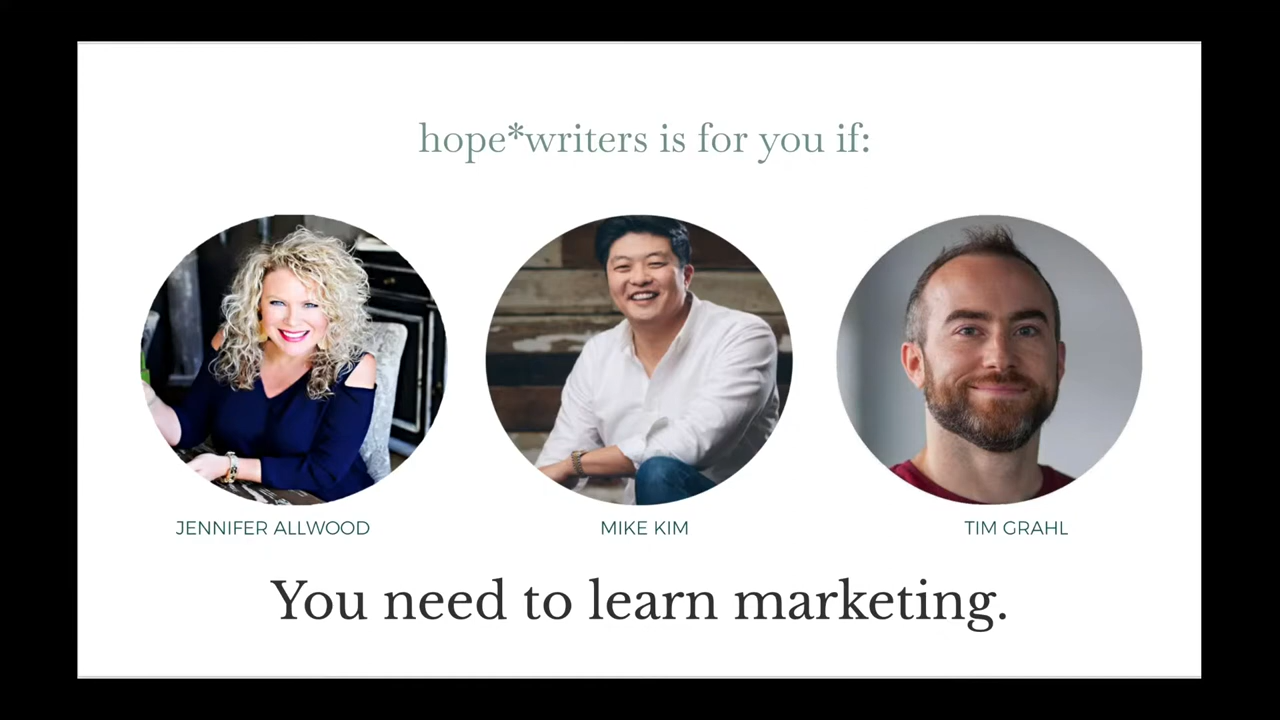 hope*writers is for you if:
JENNIFER ALLWOOD
MIKE KIM
TIM GRAHL
You need to learn marketing.